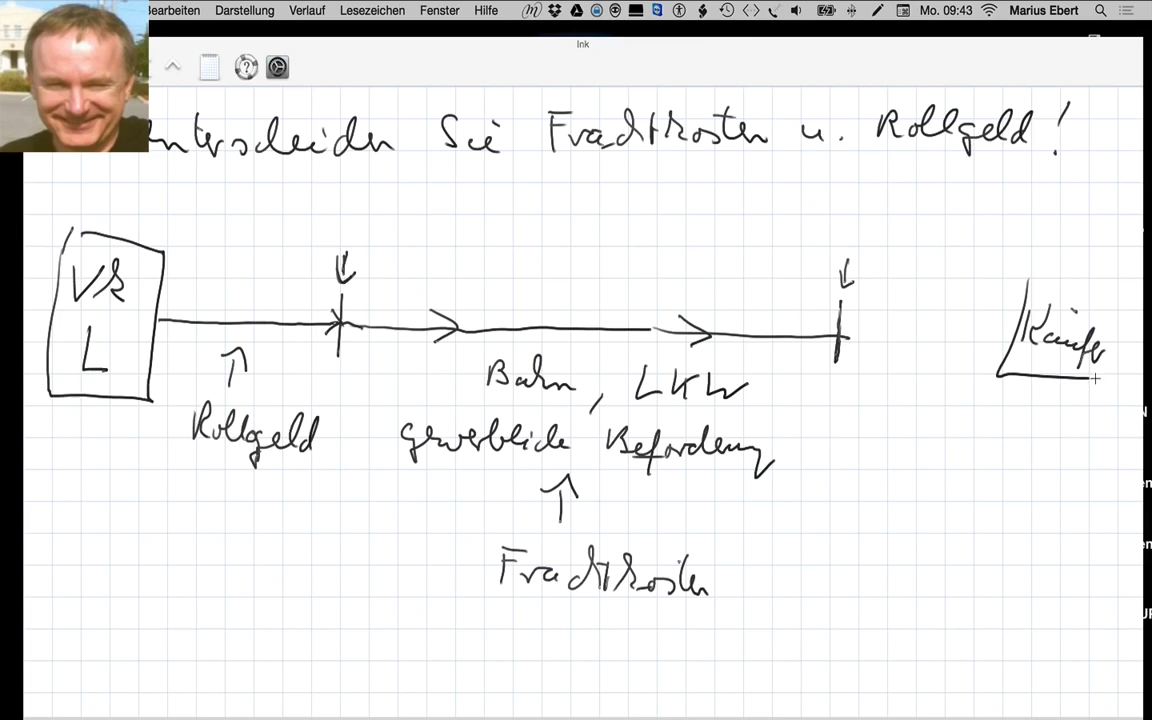 Bearbeiten Darstellung Verlauf Lesezeichen Fenster Hilfe Mo. 09:43 Marius Ebert
Ink
Unterscheiden Sie Frachtkosten u. Rollgeld!
VK
L
Käufer
Bahn, LKW
Rollgeld gewerbliche Beförderung
Frachtkosten